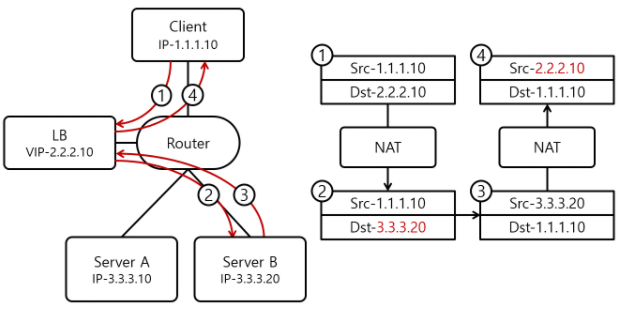 Client
IP-1.1.1.10
1
4
LB
VIP-2.2.2.10
Router
2
3
Server A
IP-3.3.3.10
Server B
IP-3.3.3.20
1
Src-1.1.1.10
Dst-2.2.2.10
NAT
2
Src-1.1.1.10
Dst-3.3.3.20
4
Src-2.2.2.10
Dst-1.1.1.10
NAT
3
Src-3.3.3.20
Dst-1.1.1.10